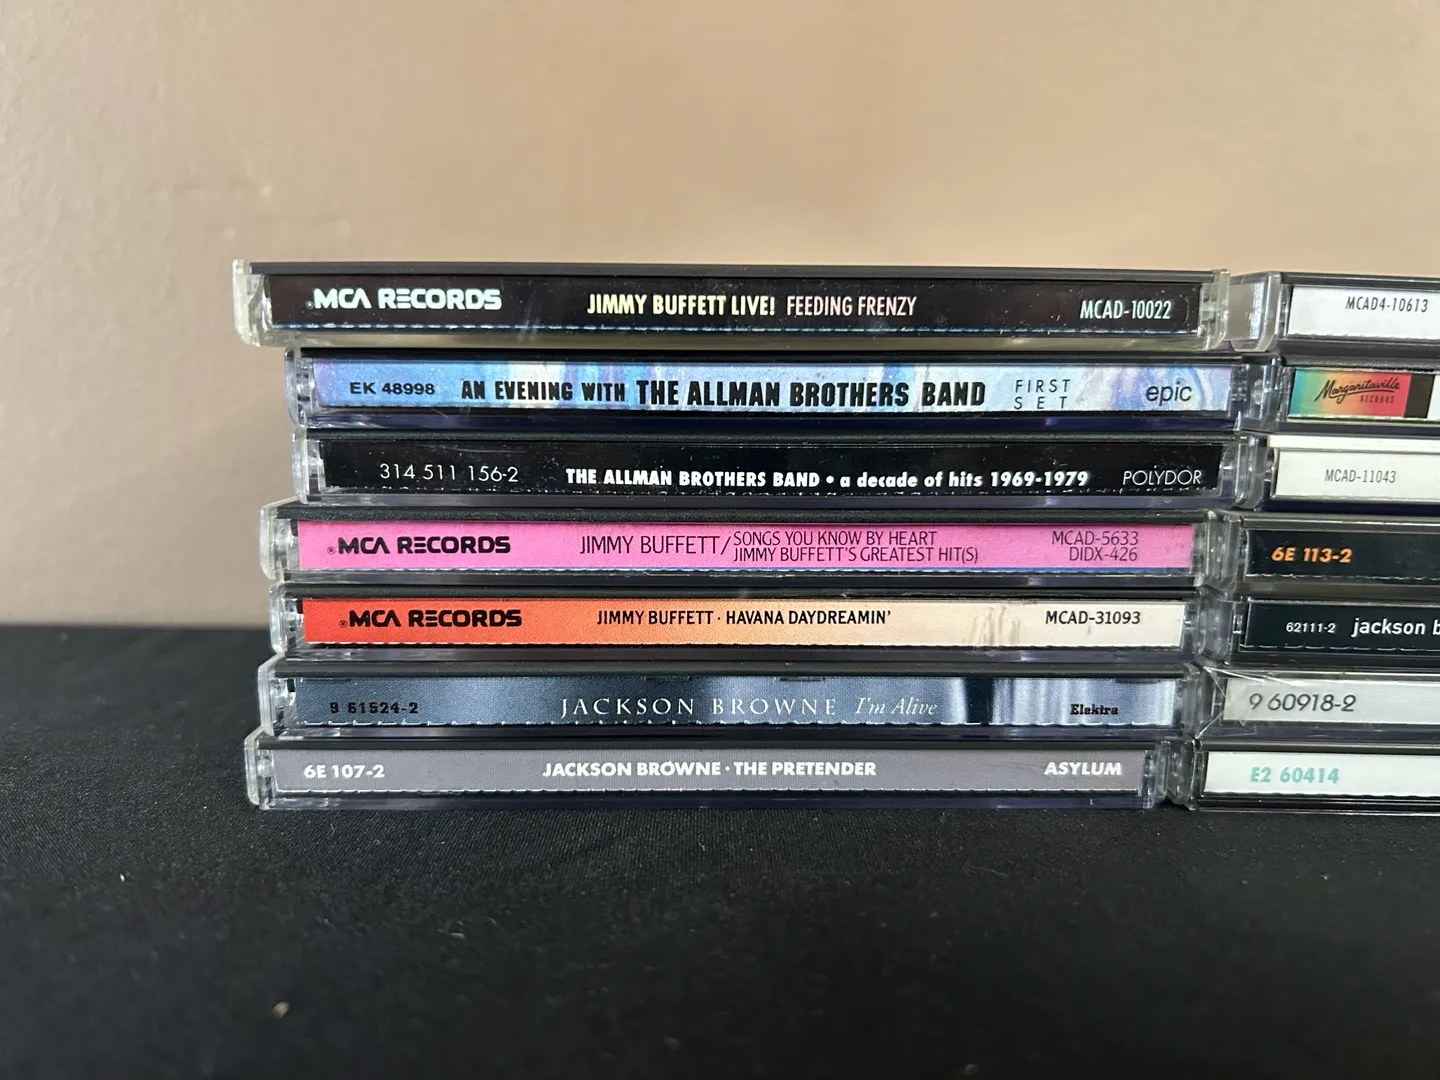 MCA RECORDS JIMMY BUFFETT LIVE! FEEDING FRENZY MCAD-10022
EK 48998 AN EVENING WITH THE ALLMAN BROTHERS BAND FIRST SET epic
314 511 156-2 THE ALLMAN BROTHERS BAND • a decade of hits 1969-1979 POLYDOR
®MCA RECORDS JIMMY BUFFETT/SONGS YOU KNOW BY HEART MCAD-5633
JIMMY BUFFETT'S GREATEST HIT(S) DIDX-426
®MCA RECORDS JIMMY BUFFETT · HAVANA DAYDREAMIN' MCAD-31093
9 61524-2 JACKSON BROWNE I'm Alive Elektra
6E 107-2 JACKSON BROWNE · THE PRETENDER ASYLUM
MCAD4-10613
Margaritaville
RECORDS
MCAD-11043
6E 113-2
62111-2 jackson b
9 60918-2
E2 60414